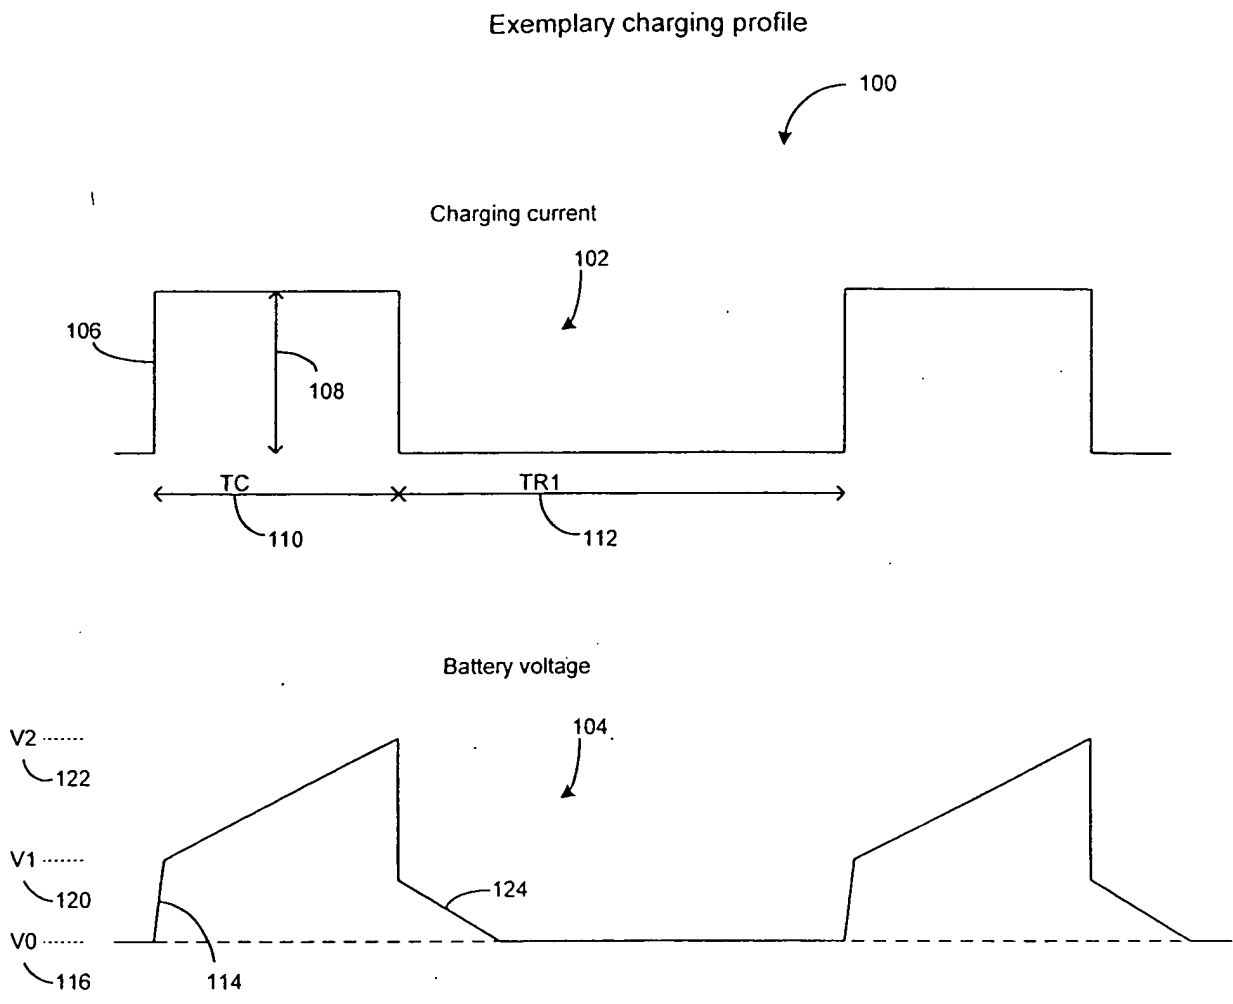 Exemplary charging profile
100
Charging current
102
106
108
TC
TR1
110
112
Battery voltage
104
V2
122
V1
120
124
V0
116
114